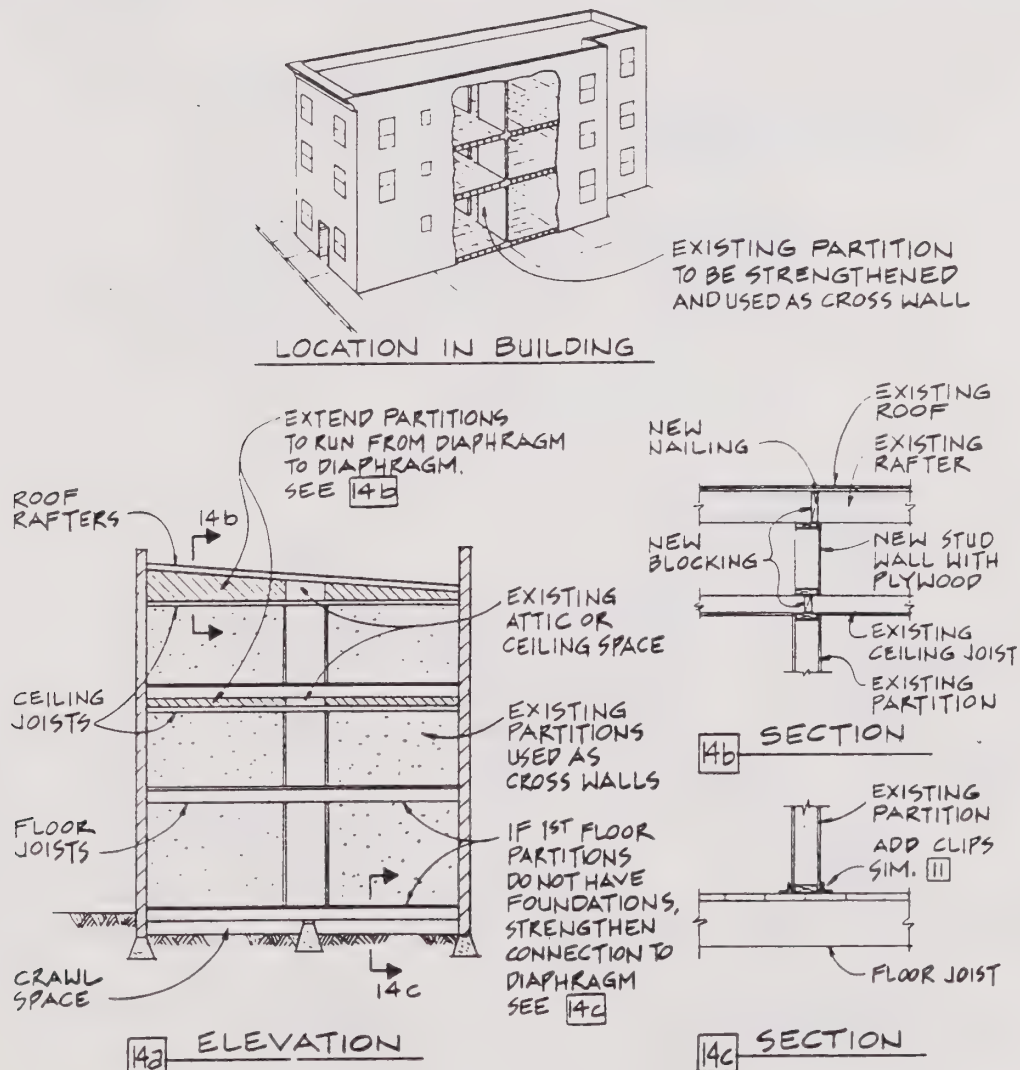 EXISTING PARTITION
TO BE STRENGTHENED
AND USED AS CROSS WALL
LOCATION IN BUILDING
EXTEND PARTITIONS
TO RUN FROM DIAPHRAGM
TO DIAPHRAGM.
SEE 14b
ROOF
RAFTERS
14b
EXISTING
ATTIC OR
CEILING SPACE
CEILING
JOISTS
EXISTING
PARTITIONS
USED AS
CROSS WALLS
FLOOR
JOISTS
IF 1ST FLOOR
PARTITIONS
DO NOT HAVE
FOUNDATIONS,
STRENGTHEN
CONNECTION TO
DIAPHRAGM
SEE 14c
CRAWL
SPACE
14c
14a ELEVATION
NEW
NAILING
EXISTING
ROOF
EXISTING
RAFTER
NEW
BLOCKING
NEW STUD
WALL WITH
PLYWOOD
EXISTING
CEILING JOIST
EXISTING
PARTITION
14b SECTION
EXISTING
PARTITION
ADD CLIPS
SIM. 11
FLOOR JOIST
14c SECTION